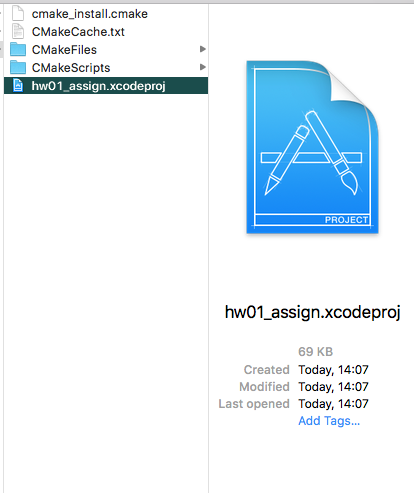 cmake_install.cmake
CMakeCache.txt
CMakeFiles
CMakeScripts
hw01_assign.xcodeproj
PROJECT
hw01_assign.xcodeproj
69 KB
Created Today, 14:07
Modified Today, 14:07
Last opened Today, 14:07
Add Tags...